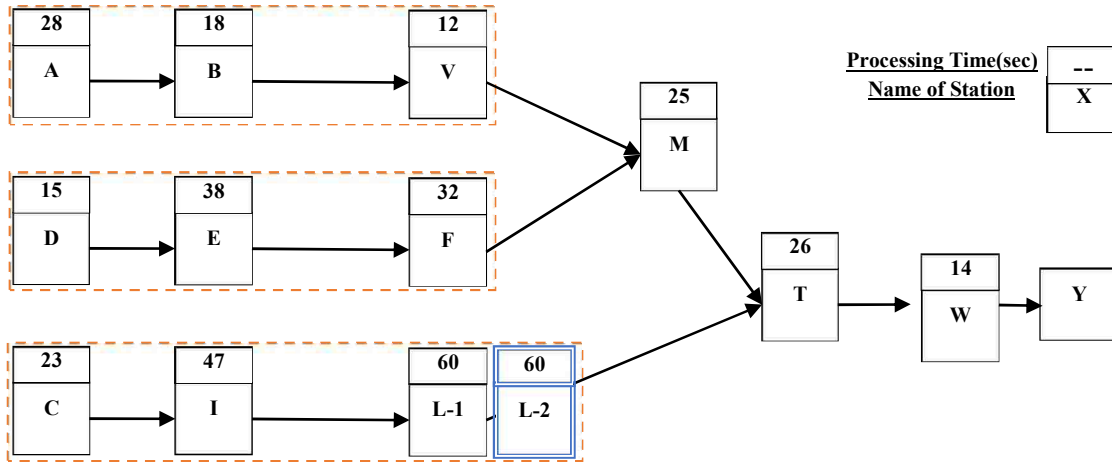 28
A
18
B
12
V
Processing Time(sec)
Name of Station
--
X
25
M
15
D
38
E
32
F
26
T
14
W
Y
23
C
47
I
60
L-1
60
L-2